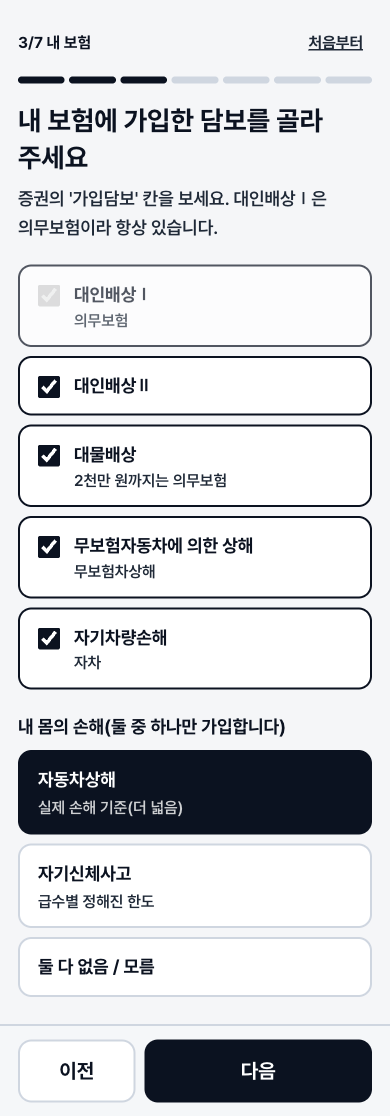 3/7 내 보험
처음부터
내 보험에 가입한 담보를 골라
주세요
증권의 '가입담보' 칸을 보세요. 대인배상Ⅰ은
의무보험이라 항상 있습니다.
대인배상Ⅰ
의무보험
대인배상Ⅱ
대물배상
2천만 원까지는 의무보험
무보험자동차에 의한 상해
무보험차상해
자기차량손해
자차
내 몸의 손해(둘 중 하나만 가입합니다)
자동차상해
실제 손해 기준(더 넓음)
자기신체사고
급수별 정해진 한도
둘 다 없음 / 모름
이전
다음